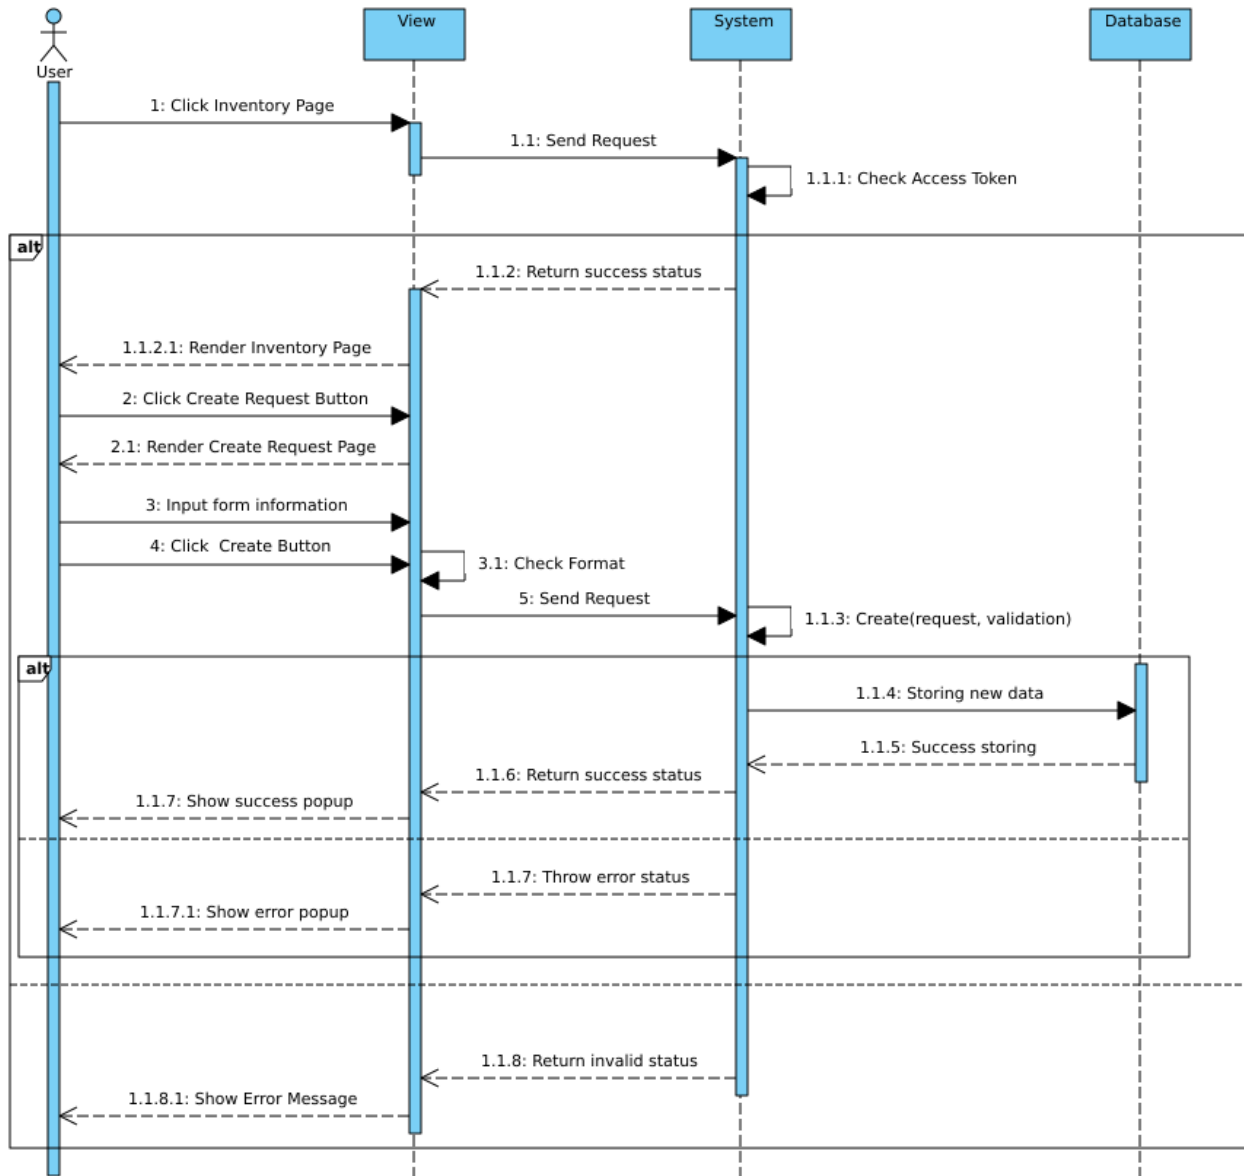 View
System
Database
User
1: Click Inventory Page
1.1: Send Request
1.1.1: Check Access Token
alt
1.1.2: Return success status
1.1.2.1: Render Inventory Page
2: Click Create Request Button
2.1: Render Create Request Page
3: Input form information
4: Click  Create Button
3.1: Check Format
5: Send Request
1.1.3: Create(request, validation)
alt
1.1.4: Storing new data
1.1.5: Success storing
1.1.6: Return success status
1.1.7: Show success popup
1.1.7: Throw error status
1.1.7.1: Show error popup
1.1.8: Return invalid status
1.1.8.1: Show Error Message